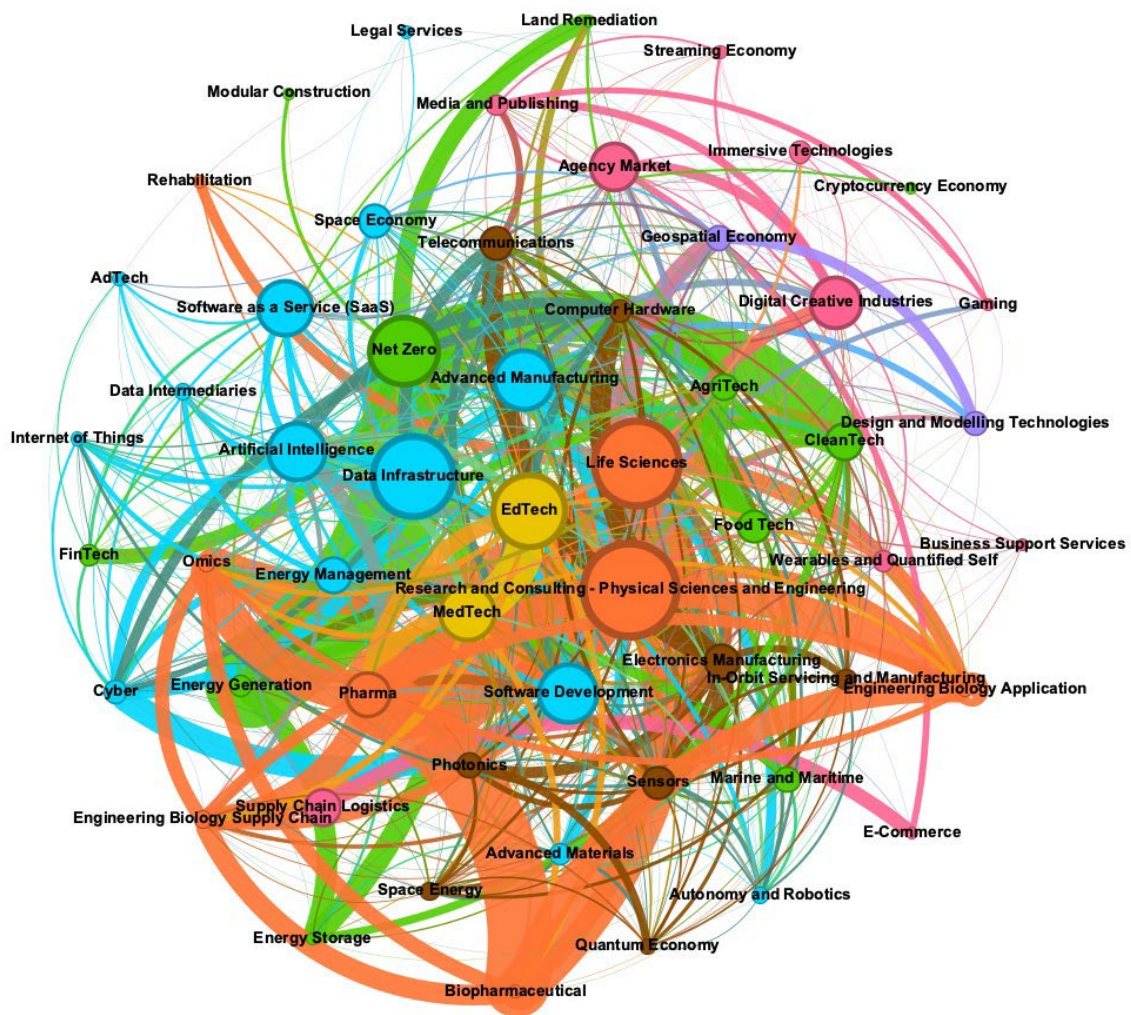 Land Remediation
Legal Services
Streaming Economy
Modular Construction
Media and Publishing
Immersive Technologies
Agency Market
Rehabilitation
Cryptocurrency Economy
Space Economy
Telecommunications
Geospatial Economy
AdTech
Software as a Service (SaaS)
Digital Creative Industries
Gaming
Computer Hardware
Net Zero
Advanced Manufacturing
AgriTech
Data Intermediaries
Design and Modelling Technologies
Internet of Things
CleanTech
Artificial Intelligence
Life Sciences
Data Infrastructure
EdTech
Food Tech
FinTech
Business Support Services
Omics
Wearables and Quantified Self
Energy Management
Research and Consulting - Physical Sciences and Engineering
MedTech
Electronics Manufacturing
In-Orbit Servicing and Manufacturing
Engineering Biology Application
Cyber
Energy Generation
Pharma
Software Development
Photonics
Sensors
Marine and Maritime
Supply Chain Logistics
Engineering Biology Supply Chain
E-Commerce
Advanced Materials
Space Energy
Autonomy and Robotics
Energy Storage
Quantum Economy
Biopharmaceutical